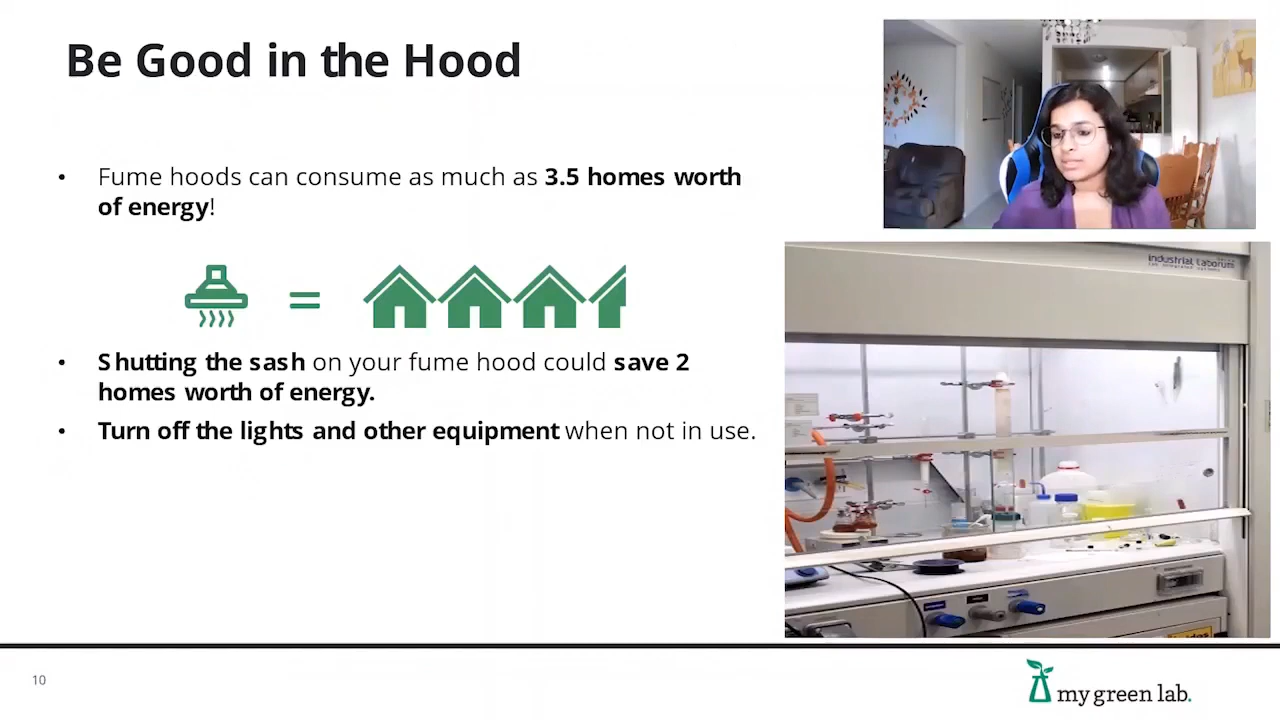 Be Good in the Hood
• Fume hoods can consume as much as 3.5 homes worth
of energy!
=
• Shutting the sash on your fume hood could save 2
homes worth of energy.
• Turn off the lights and other equipment when not in use.
industrial laborum
10
my green lab.